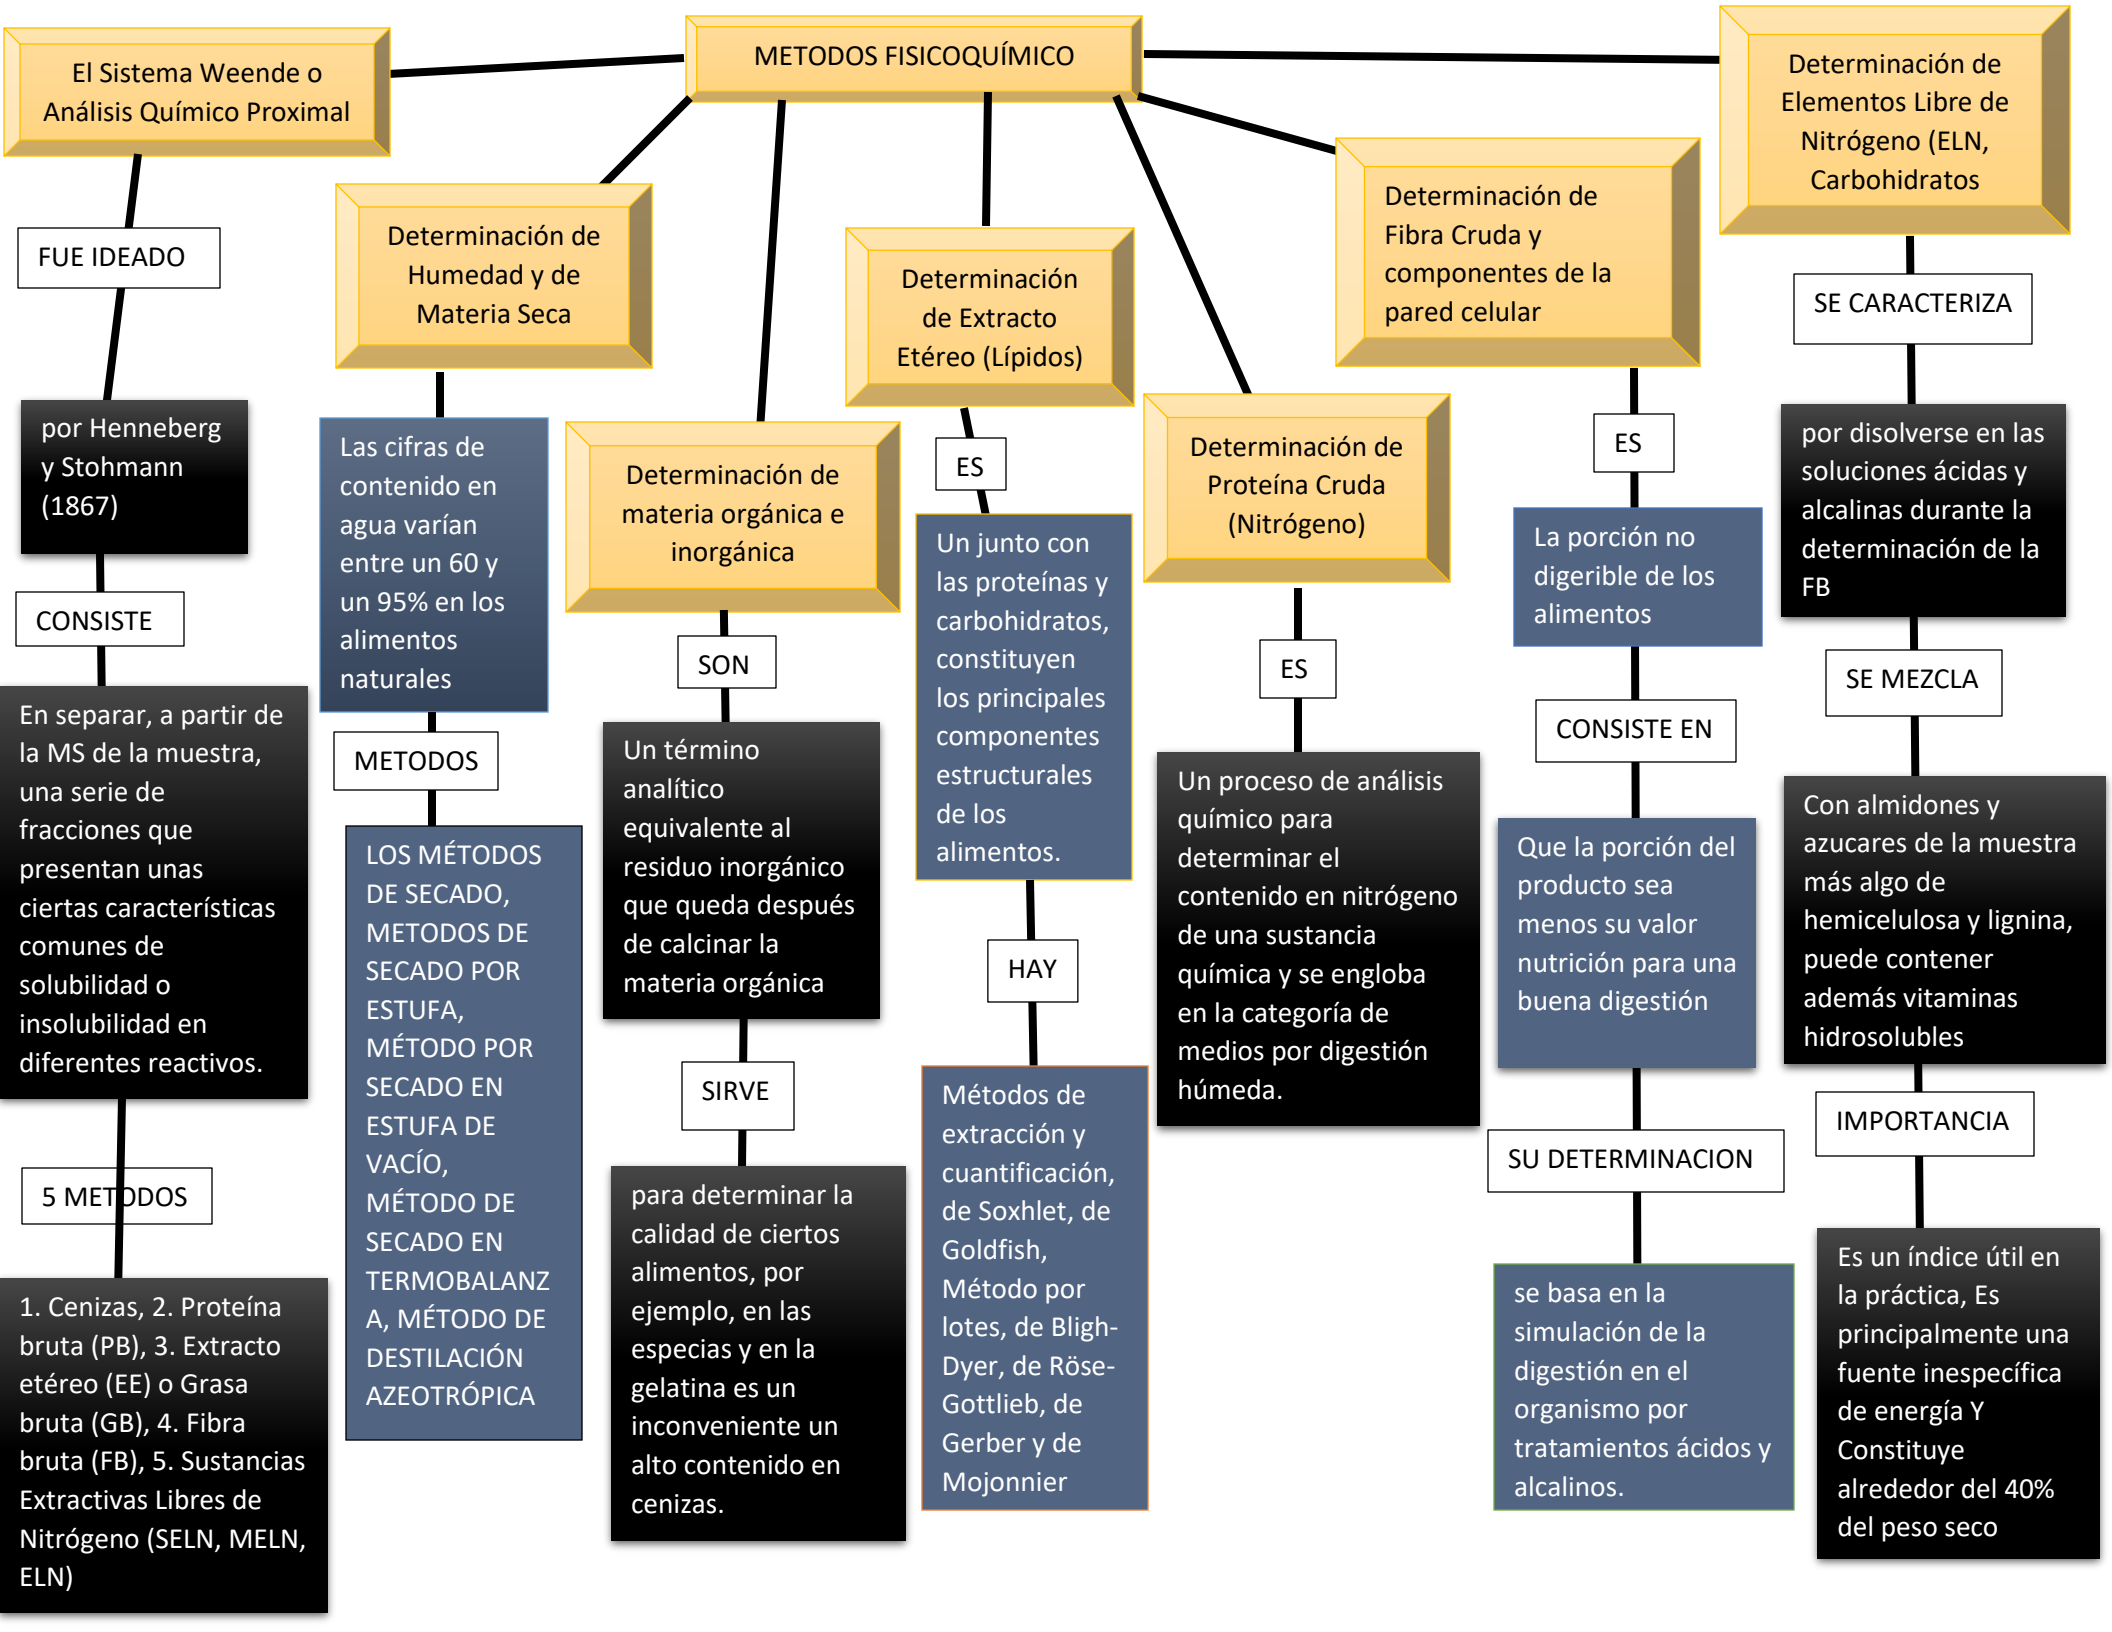 METODOS FISICOQUÍMICO
El Sistema Weende o
Análisis Químico Proximal
FUE IDEADO
por Henneberg
y Stohmann
(1867)
CONSISTE
En separar, a partir de
la MS de la muestra,
una serie de
fracciones que
presentan unas
ciertas características
comunes de
solubilidad o
insolubilidad en
diferentes reactivos.
5 METODOS
1. Cenizas, 2. Proteína
bruta (PB), 3. Extracto
etéreo (EE) o Grasa
bruta (GB), 4. Fibra
bruta (FB), 5. Sustancias
Extractivas Libres de
Nitrógeno (SELN, MELN,
ELN)
Determinación de
Humedad y de
Materia Seca
Las cifras de
contenido en
agua varían
entre un 60 y
un 95% en los
alimentos
naturales
METODOS
LOS MÉTODOS
DE SECADO,
METODOS DE
SECADO POR
ESTUFA,
MÉTODO POR
SECADO EN
ESTUFA DE
VACÍO,
MÉTODO DE
SECADO EN
TERMOBALANZ
A, MÉTODO DE
DESTILACIÓN
AZEOTRÓPICA
Determinación de
materia orgánica e
inorgánica
SON
Un término
analítico
equivalente al
residuo inorgánico
que queda después
de calcinar la
materia orgánica
SIRVE
para determinar la
calidad de ciertos
alimentos, por
ejemplo, en las
especias y en la
gelatina es un
inconveniente un
alto contenido en
cenizas.
Determinación
de Extracto
Etéreo (Lípidos)
ES
Un junto con
las proteínas y
carbohidratos,
constituyen
los principales
componentes
estructurales
de los
alimentos.
HAY
Métodos de
extracción y
cuantificación,
de Soxhlet, de
Goldfish,
Método por
lotes, de Bligh-
Dyer, de Röse-
Gottlieb, de
Gerber y de
Mojonnier
Determinación de
Proteína Cruda
(Nitrógeno)
ES
Un proceso de análisis
químico para
determinar el
contenido en nitrógeno
de una sustancia
química y se engloba
en la categoría de
medios por digestión
húmeda.
Determinación de
Fibra Cruda y
componentes de la
pared celular
ES
La porción no
digerible de los
alimentos
CONSISTE EN
Que la porción del
producto sea
menos su valor
nutrición para una
buena digestión
SU DETERMINACION
se basa en la
simulación de la
digestión en el
organismo por
tratamientos ácidos y
alcalinos.
Determinación de
Elementos Libre de
Nitrógeno (ELN,
Carbohidratos
SE CARACTERIZA
por disolverse en las
soluciones ácidas y
alcalinas durante la
determinación de la
FB
SE MEZCLA
Con almidones y
azucares de la muestra
más algo de
hemicelulosa y lignina,
puede contener
además vitaminas
hidrosolubles
IMPORTANCIA
Es un índice útil en
la práctica, Es
principalmente una
fuente inespecífica
de energía Y
Constituye
alrededor del 40%
del peso seco